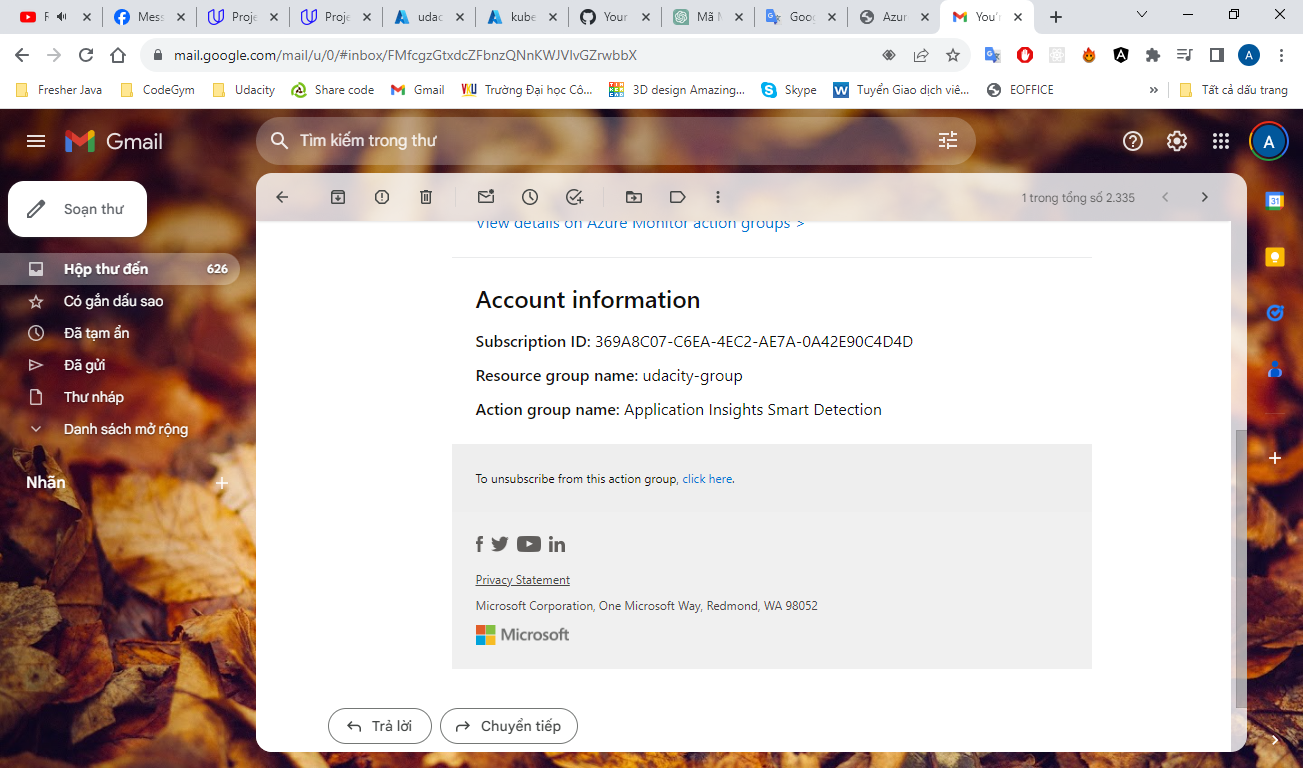 F
Mess
Proje
Proje
udac
kube
Your
Mã M
Goo
Azur
You'r
mail.google.com/mail/u/0/#inbox/FMfcgzGtxdcZFbnzQNnKWJVlvGZrwbbX
A
Fresher Java
CodeGym
Udacity
Share code
Gmail
Trường Đại học Cô...
3D design Amazing...
Skype
Tuyển Giao dịch viê...
EOFFICE
»
Tất cả dấu trang
Gmail
Tìm kiếm trong thư
A
Soạn thư
1 trong tổng số 2.335
View details on Azure Monitor action groups >
Hộp thư đến 626
Có gắn dấu sao
Đã tạm ẩn
Đã gửi
Thư nháp
Danh sách mở rộng
Nhãn
Account information
Subscription ID: 369A8C07-C6EA-4EC2-AE7A-0A42E90C4D4D
Resource group name: udacity-group
Action group name: Application Insights Smart Detection
To unsubscribe from this action group, click here.
Privacy Statement
Microsoft Corporation, One Microsoft Way, Redmond, WA 98052
Microsoft
Trả lời
Chuyển tiếp
31